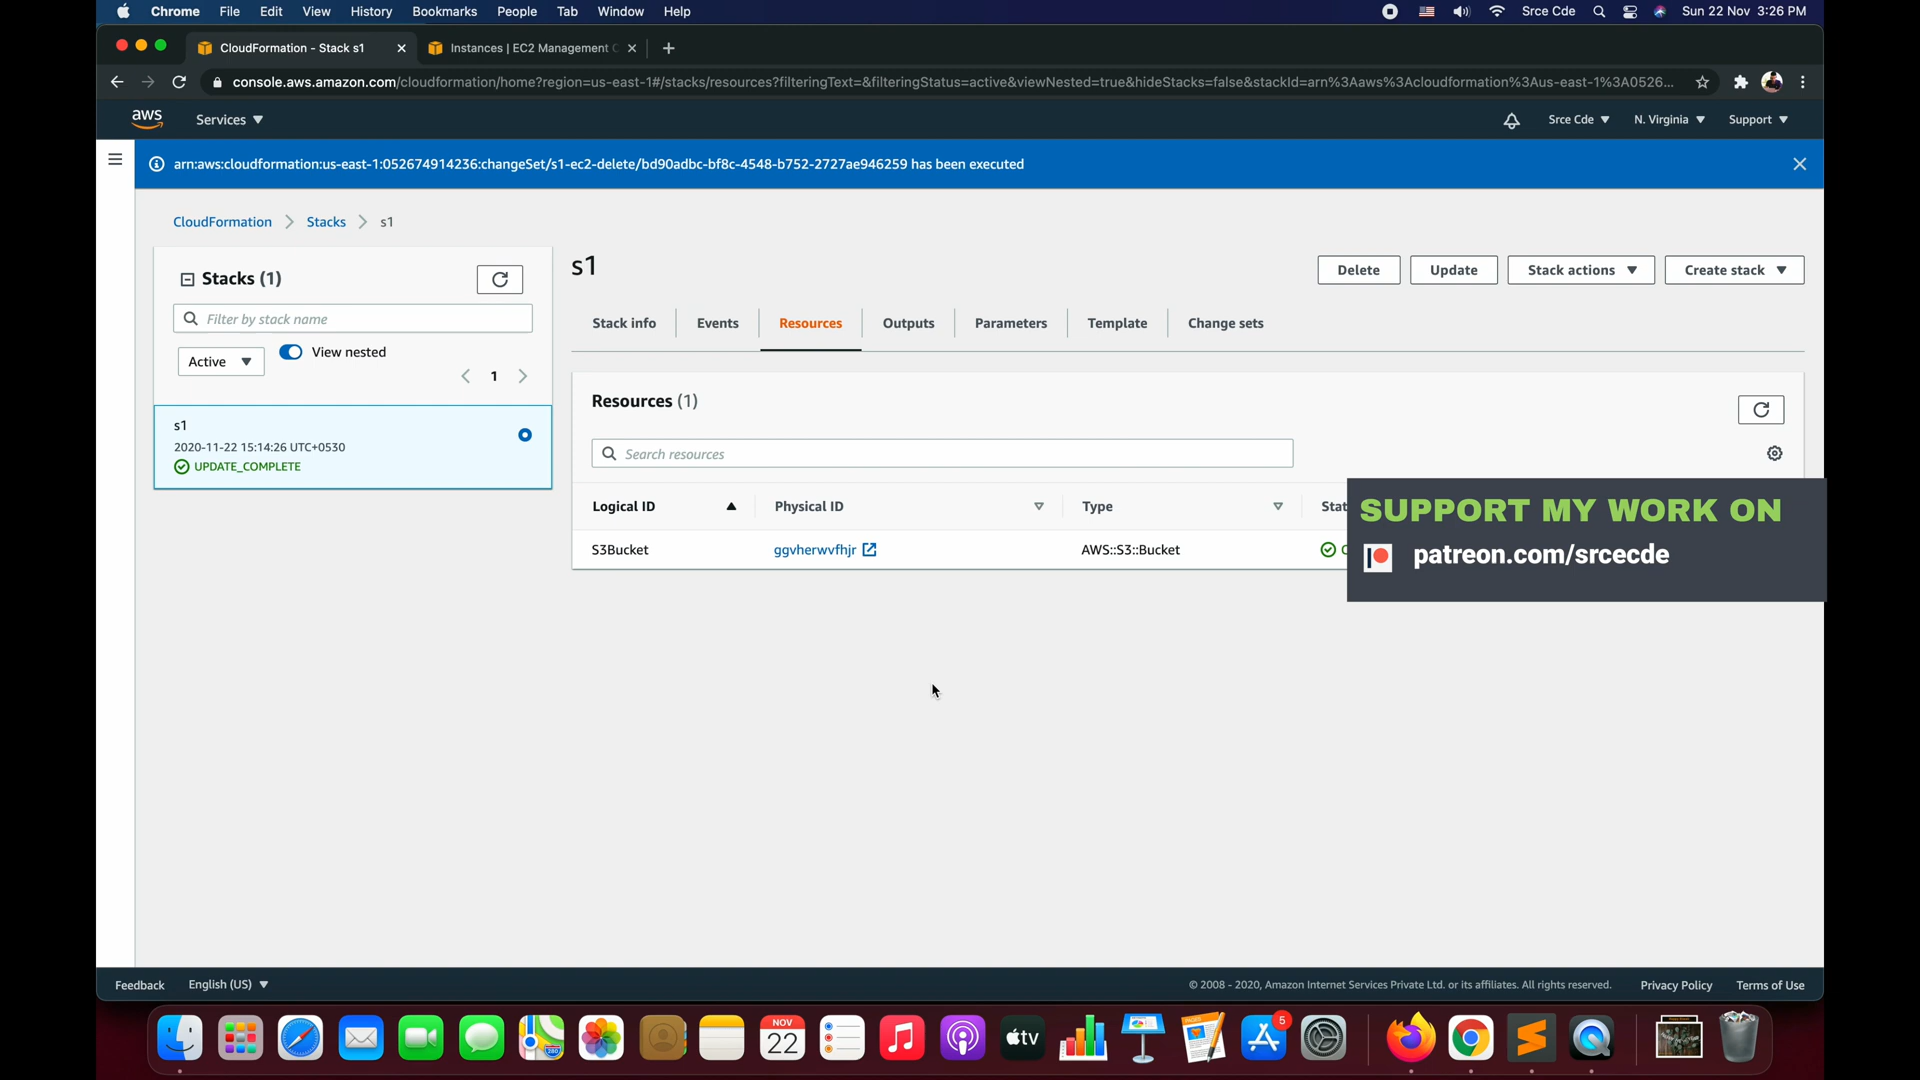 Chrome File Edit View History Bookmarks People Tab Window Help Srce Cde Sun 22 Nov 3:26 PM
CloudFormation - Stack s1 Instances | EC2 Management C
console.aws.amazon.com/cloudformation/home?region=us-east-1#/stacks/resources?filteringText=&filteringStatus=active&viewNested=true&hideStacks=false&stackId=arn%3Aaws%3Acloudformation%3Aus-east-1%3A0526...
aws Services Srce Cde N. Virginia Support
arn:aws:cloudformation:us-east-1:052674914236:changeSet/s1-ec2-delete/bd90adbc-bf8c-4548-b752-2727ae946259 has been executed
CloudFormation Stacks s1
Stacks (1)
Filter by stack name
Active View nested
1
s1
2020-11-22 15:14:26 UTC+0530
UPDATE_COMPLETE
s1
Delete Update Stack actions Create stack
Stack info Events Resources Outputs Parameters Template Change sets
Resources (1)
Search resources
Logical ID Physical ID Type Stat
S3Bucket ggvherwvfhjr AWS::S3::Bucket C
SUPPORT MY WORK ON
patreon.com/srcecde
Feedback English (US) © 2008 - 2020, Amazon Internet Services Private Ltd. or its affiliates. All rights reserved. Privacy Policy Terms of Use
NOV
22
280
tv
5